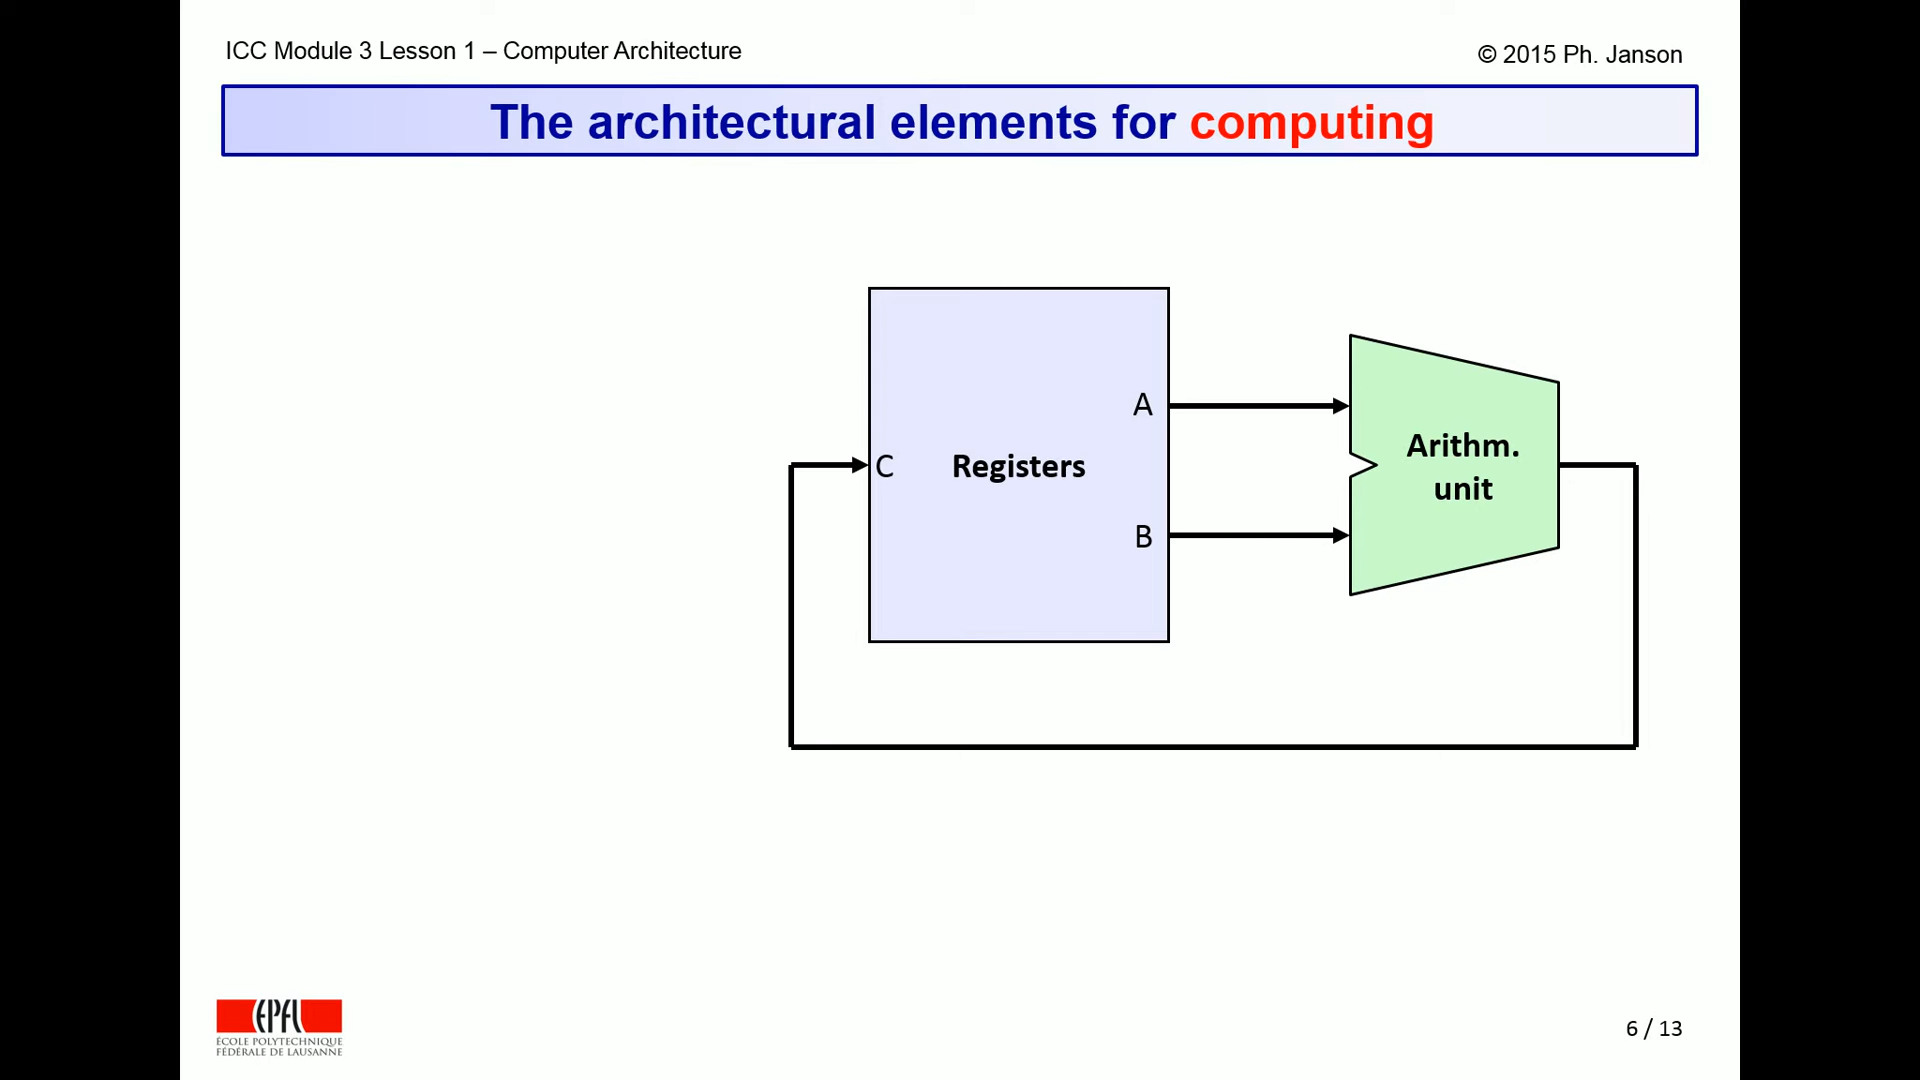 ICC Module 3 Lesson 1 – Computer Architecture
© 2015 Ph. Janson
The architectural elements for computing
A
Arithm.
unit
C
Registers
B
EPFL
ÉCOLE POLYTECHNIQUE
FÉDÉRALE DE LAUSANNE
6 / 13